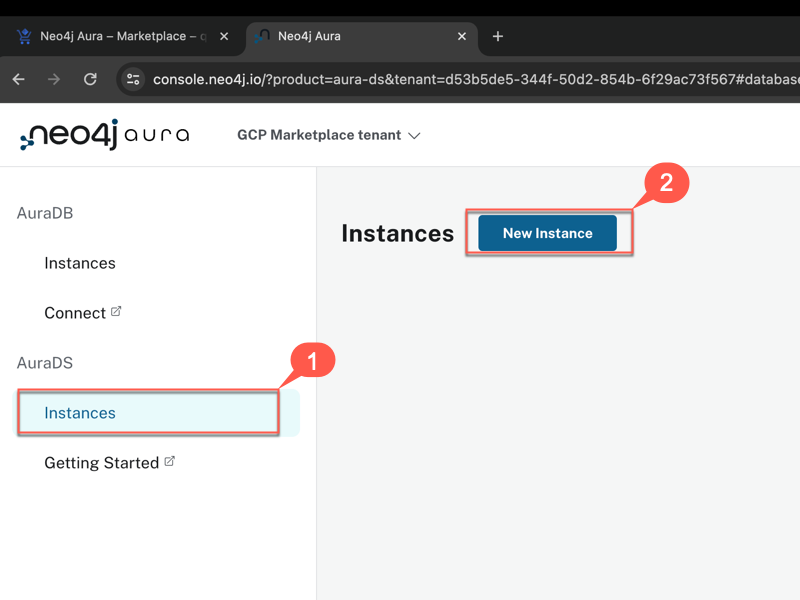 Neo4j Aura – Marketplace –
Neo4j Aura
console.neo4j.io/?product=aura-ds&tenant=d53b5de5-344f-50d2-854b-6f29ac73f567#database
neo4j aura
GCP Marketplace tenant
2
AuraDB
Instances
New Instance
Instances
Connect
AuraDS
1
Instances
Getting Started